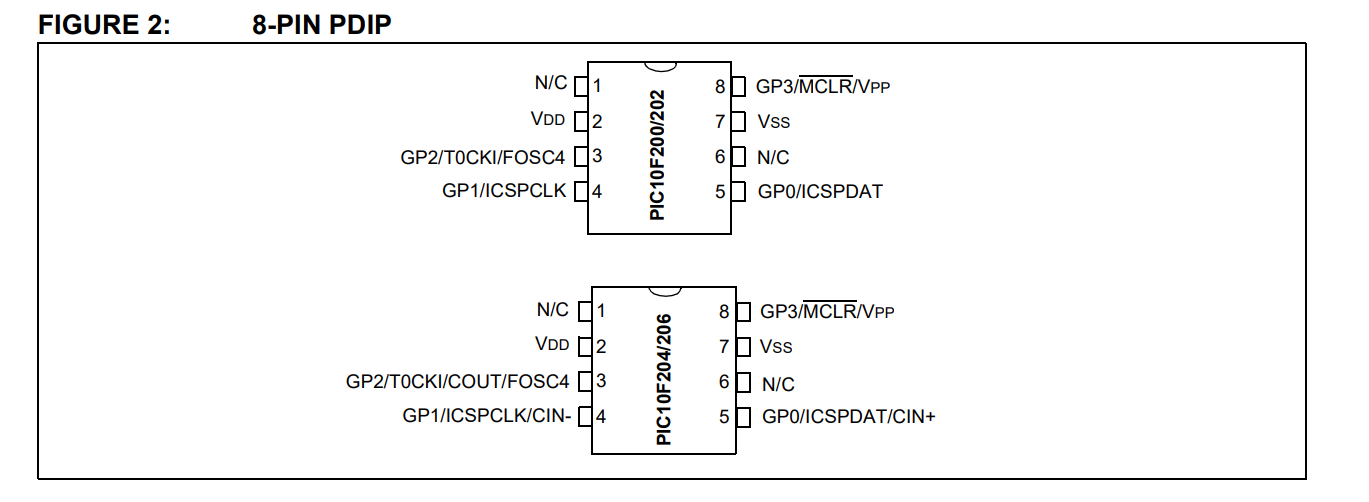 FIGURE 2: 8-PIN PDIP
N/C 1 8 GP3/MCLR/VPP
VDD 2 7 VSS
GP2/T0CKI/FOSC4 3 6 N/C
GP1/ICSPCLK 4 5 GP0/ICSPDAT
PIC10F200/202
N/C 1 8 GP3/MCLR/VPP
VDD 2 7 VSS
GP2/T0CKI/COUT/FOSC4 3 6 N/C
GP1/ICSPCLK/CIN- 4 5 GP0/ICSPDAT/CIN+
PIC10F204/206